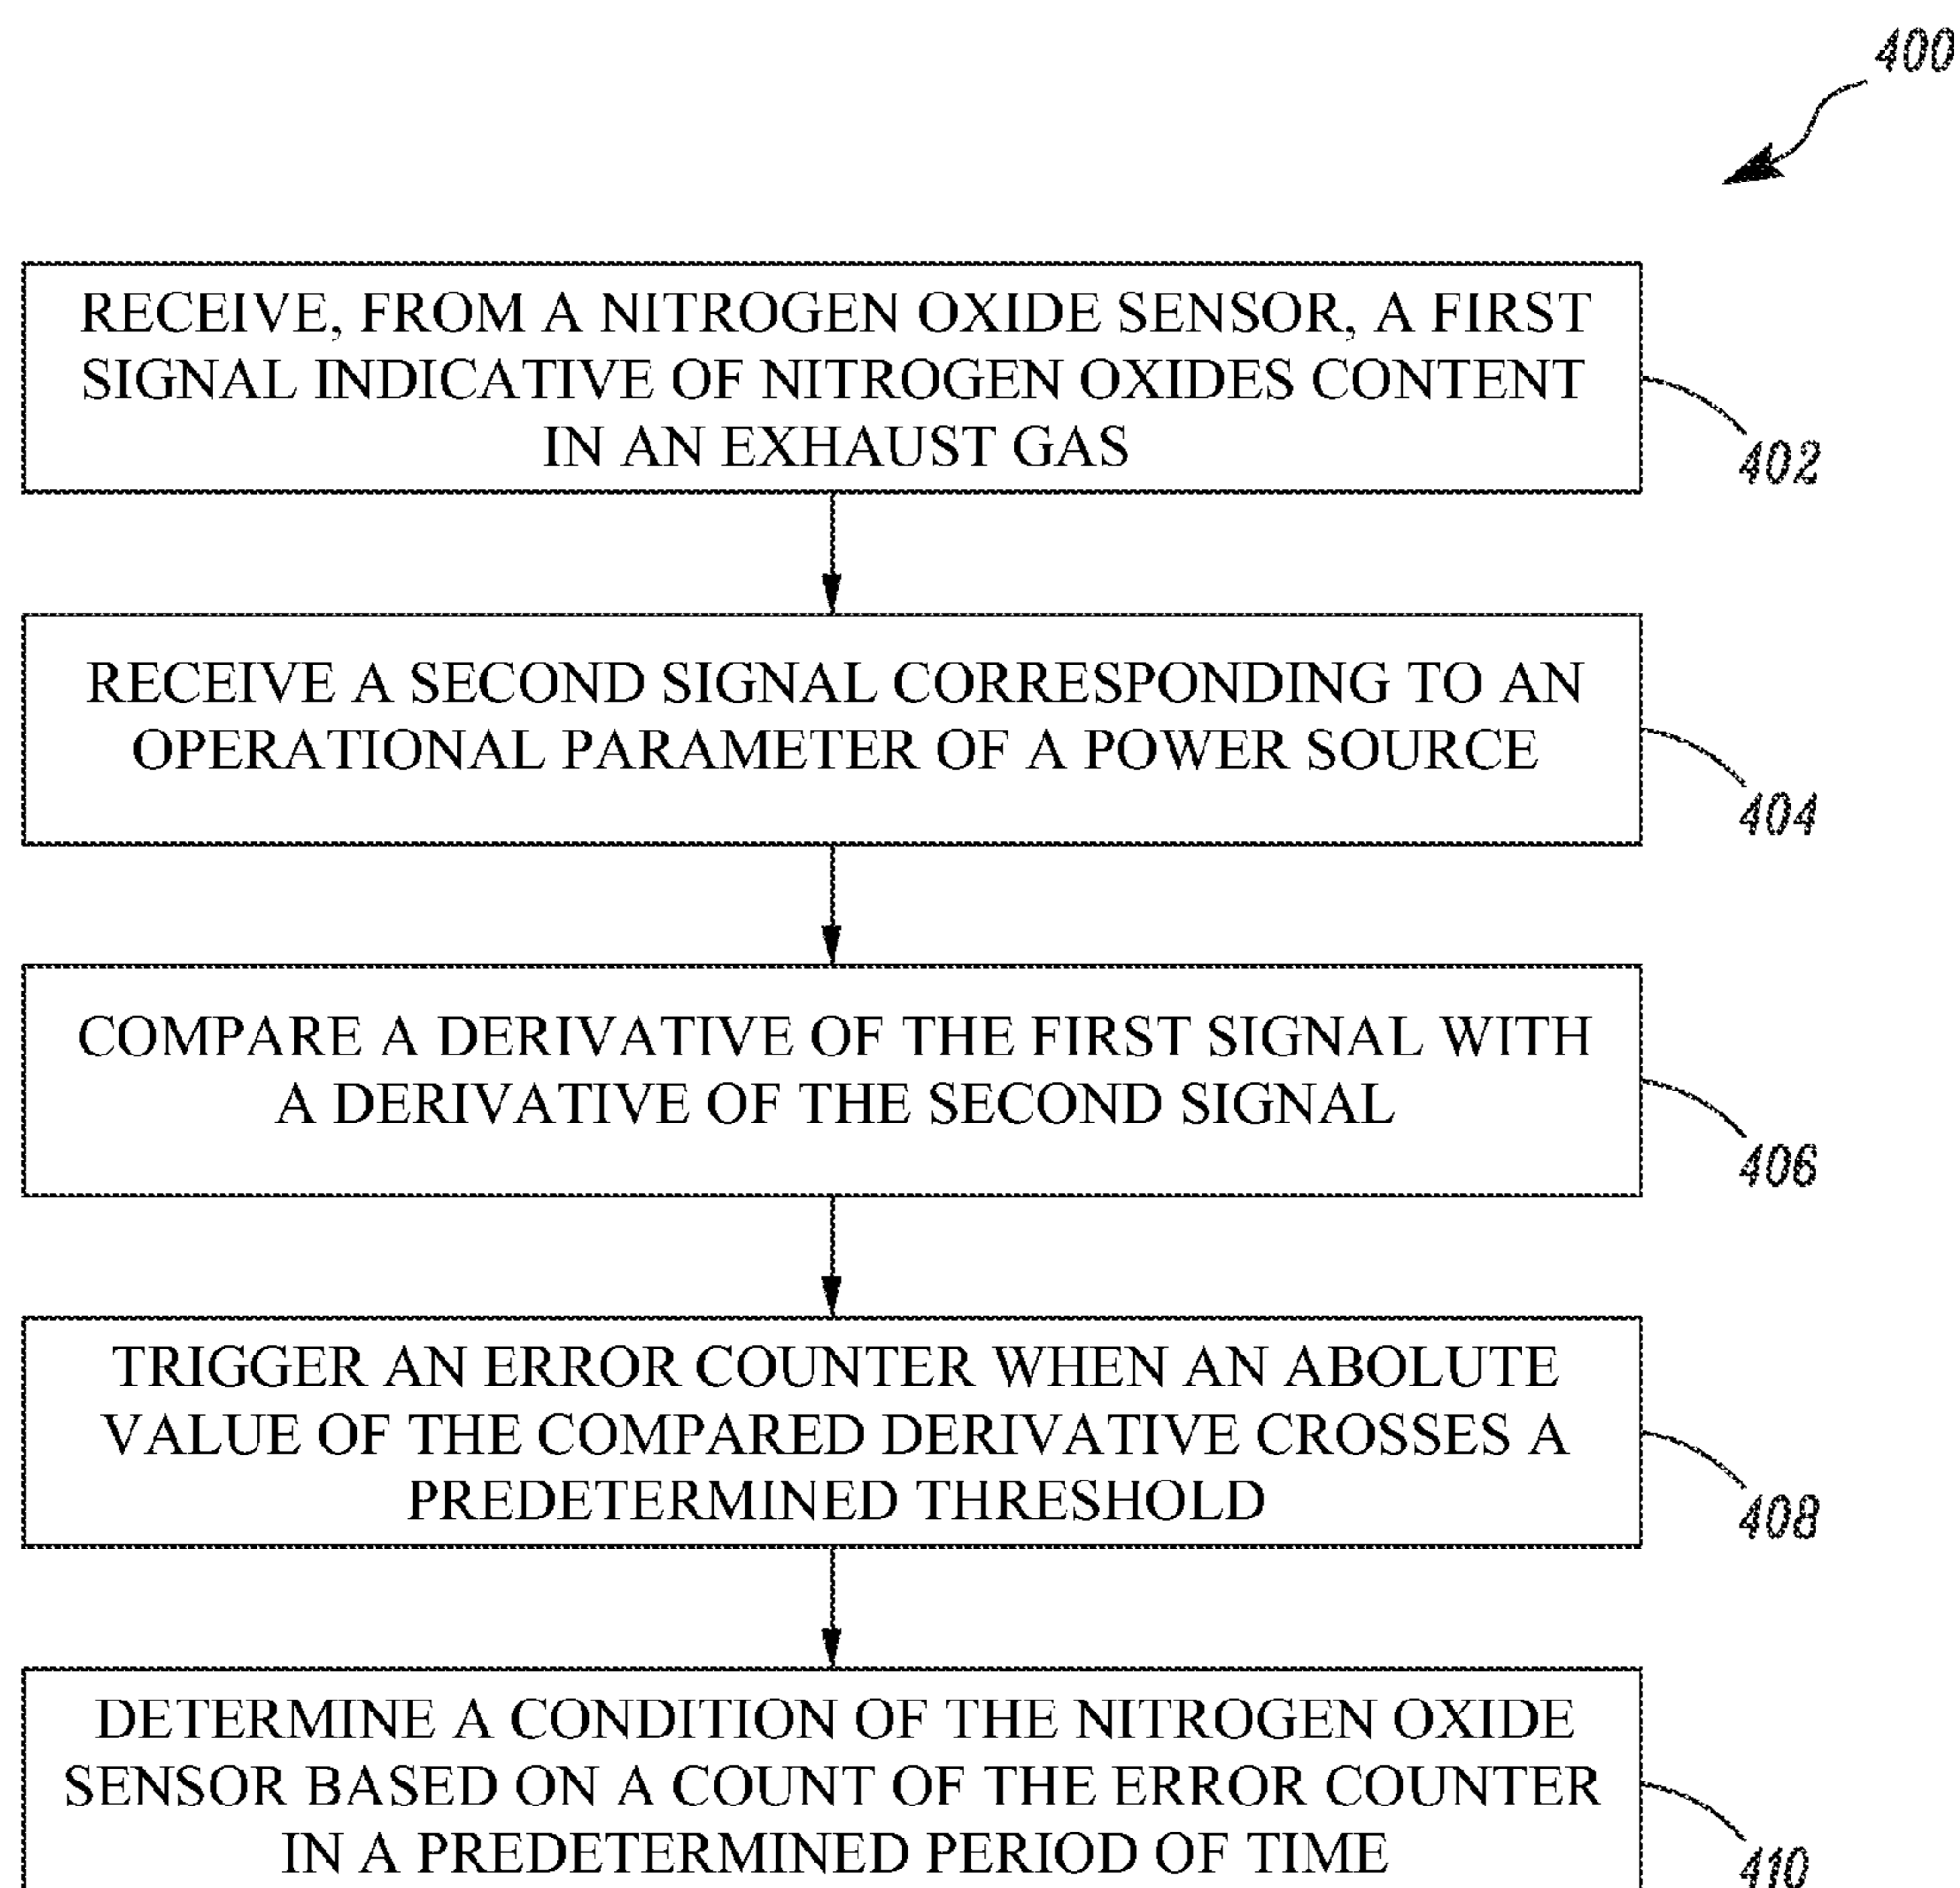 400
RECEIVE, FROM A NITROGEN OXIDE SENSOR, A FIRST
SIGNAL INDICATIVE OF NITROGEN OXIDES CONTENT
IN AN EXHAUST GAS
402
RECEIVE A SECOND SIGNAL CORRESPONDING TO AN
OPERATIONAL PARAMETER OF A POWER SOURCE
404
COMPARE A DERIVATIVE OF THE FIRST SIGNAL WITH
A DERIVATIVE OF THE SECOND SIGNAL
406
TRIGGER AN ERROR COUNTER WHEN AN ABOLUTE
VALUE OF THE COMPARED DERIVATIVE CROSSES A
PREDETERMINED THRESHOLD
408
DETERMINE A CONDITION OF THE NITROGEN OXIDE
SENSOR BASED ON A COUNT OF THE ERROR COUNTER
IN A PREDETERMINED PERIOD OF TIME
410